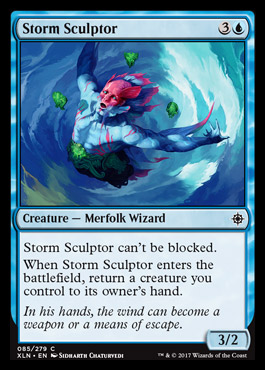 Storm Sculptor 3
Creature — Merfolk Wizard
Storm Sculptor can't be blocked.
When Storm Sculptor enters the
battlefield, return a creature you
control to its owner's hand.
In his hands, the wind can become a
weapon or a means of escape.
3/2
085/279 C
XLN • EN Sidharth Chaturvedi ™ & © 2017 Wizards of the Coast